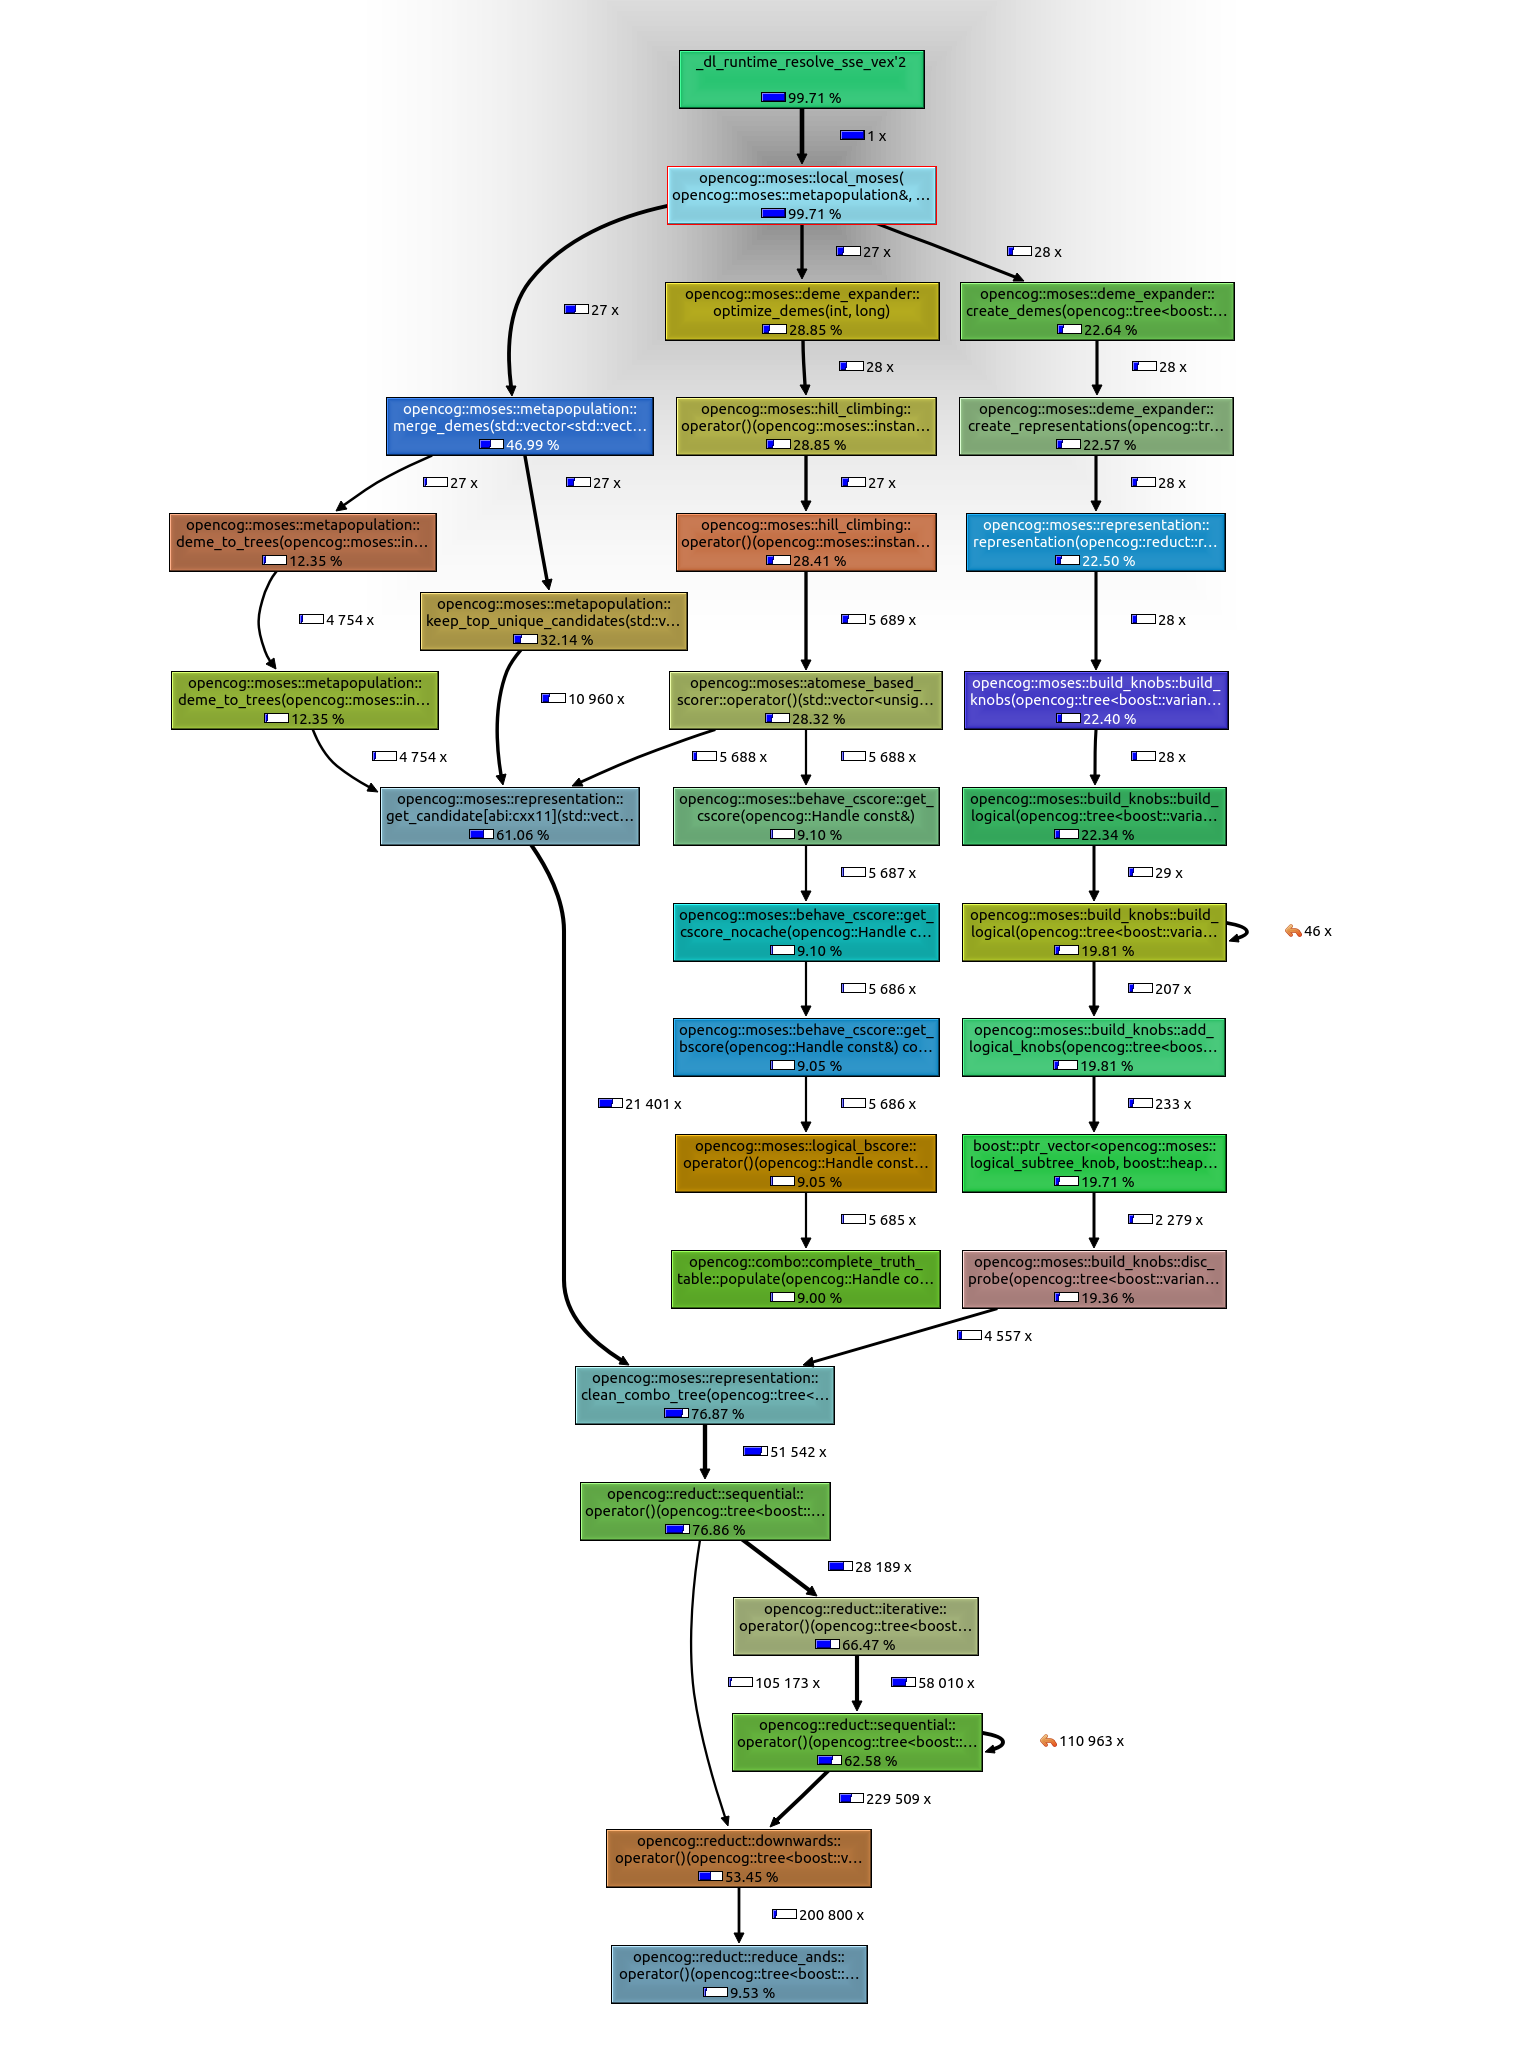 _dl_runtime_resolve_sse_vex'2
99.71 %
1 x
opencog::moses::local_moses(
opencog::moses::metapopulation&, ...
99.71 %
27 x
28 x
27 x
opencog::moses::deme_expander::
optimize_demes(int, long)
28.85 %
opencog::moses::deme_expander::
create_demes(opencog::tree<boost:...
22.64 %
28 x
28 x
opencog::moses::metapopulation::
merge_demes(std::vector<std::vect...
46.99 %
opencog::moses::hill_climbing::
operator()(opencog::moses::instan...
28.85 %
opencog::moses::deme_expander::
create_representations(opencog::tr...
22.57 %
27 x
27 x
27 x
28 x
opencog::moses::metapopulation::
deme_to_trees(opencog::moses::in...
12.35 %
opencog::moses::hill_climbing::
operator()(opencog::moses::instan...
28.41 %
opencog::moses::representation::
representation(opencog::reduct::r...
22.50 %
opencog::moses::metapopulation::
keep_top_unique_candidates(std::v...
32.14 %
4 754 x
5 689 x
28 x
opencog::moses::metapopulation::
deme_to_trees(opencog::moses::in...
12.35 %
10 960 x
opencog::moses::atomese_based_
scorer::operator()(std::vector<unsig...
28.32 %
opencog::moses::build_knobs::build_
knobs(opencog::tree<boost::varian...
22.40 %
4 754 x
5 688 x
5 688 x
28 x
opencog::moses::representation::
get_candidate[abi:cxx11](std::vect...
61.06 %
opencog::moses::behave_cscore::get_
cscore(opencog::Handle const&)
9.10 %
opencog::moses::build_knobs::build_
logical(opencog::tree<boost::varia...
22.34 %
5 687 x
29 x
opencog::moses::behave_cscore::get_
cscore_nocache(opencog::Handle c...
9.10 %
opencog::moses::build_knobs::build_
logical(opencog::tree<boost::varia...
19.81 %
46 x
5 686 x
207 x
opencog::moses::behave_cscore::get_
bscore(opencog::Handle const&) co...
9.05 %
opencog::moses::build_knobs::add_
logical_knobs(opencog::tree<boos...
19.81 %
21 401 x
5 686 x
233 x
opencog::moses::logical_bscore::
operator()(opencog::Handle const...
9.05 %
boost::ptr_vector<opencog::moses::
logical_subtree_knob, boost::heap...
19.71 %
5 685 x
2 279 x
opencog::combo::complete_truth_
table::populate(opencog::Handle co...
9.00 %
opencog::moses::build_knobs::disc_
probe(opencog::tree<boost::varian...
19.36 %
4 557 x
opencog::moses::representation::
clean_combo_tree(opencog::tree<...
76.87 %
51 542 x
opencog::reduct::sequential::
operator()(opencog::tree<boost::...
76.86 %
28 189 x
opencog::reduct::iterative::
operator()(opencog::tree<boost...
66.47 %
105 173 x
58 010 x
opencog::reduct::sequential::
operator()(opencog::tree<boost::...
62.58 %
110 963 x
229 509 x
opencog::reduct::downwards::
operator()(opencog::tree<boost::v...
53.45 %
200 800 x
opencog::reduct::reduce_ands::
operator()(opencog::tree<boost::...
9.53 %